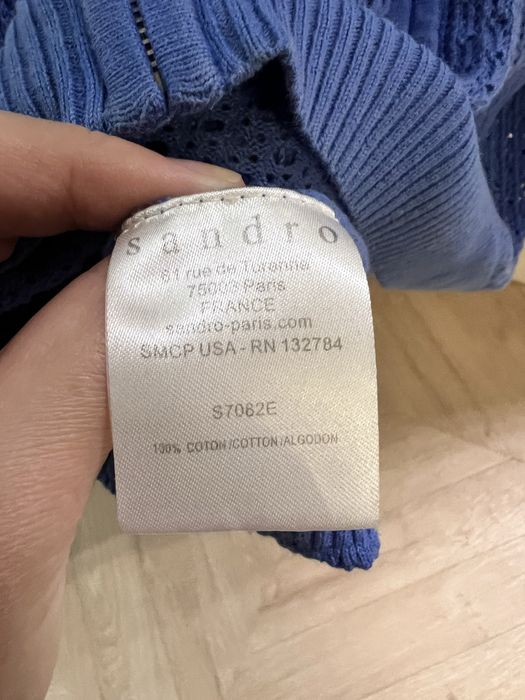 sandro
81 rue de Turenne
75003 Paris
FRANCE
sandro-paris.com
SMCP USA - RN 132784
S7062E
100% COTON/COTTON/ALGODON